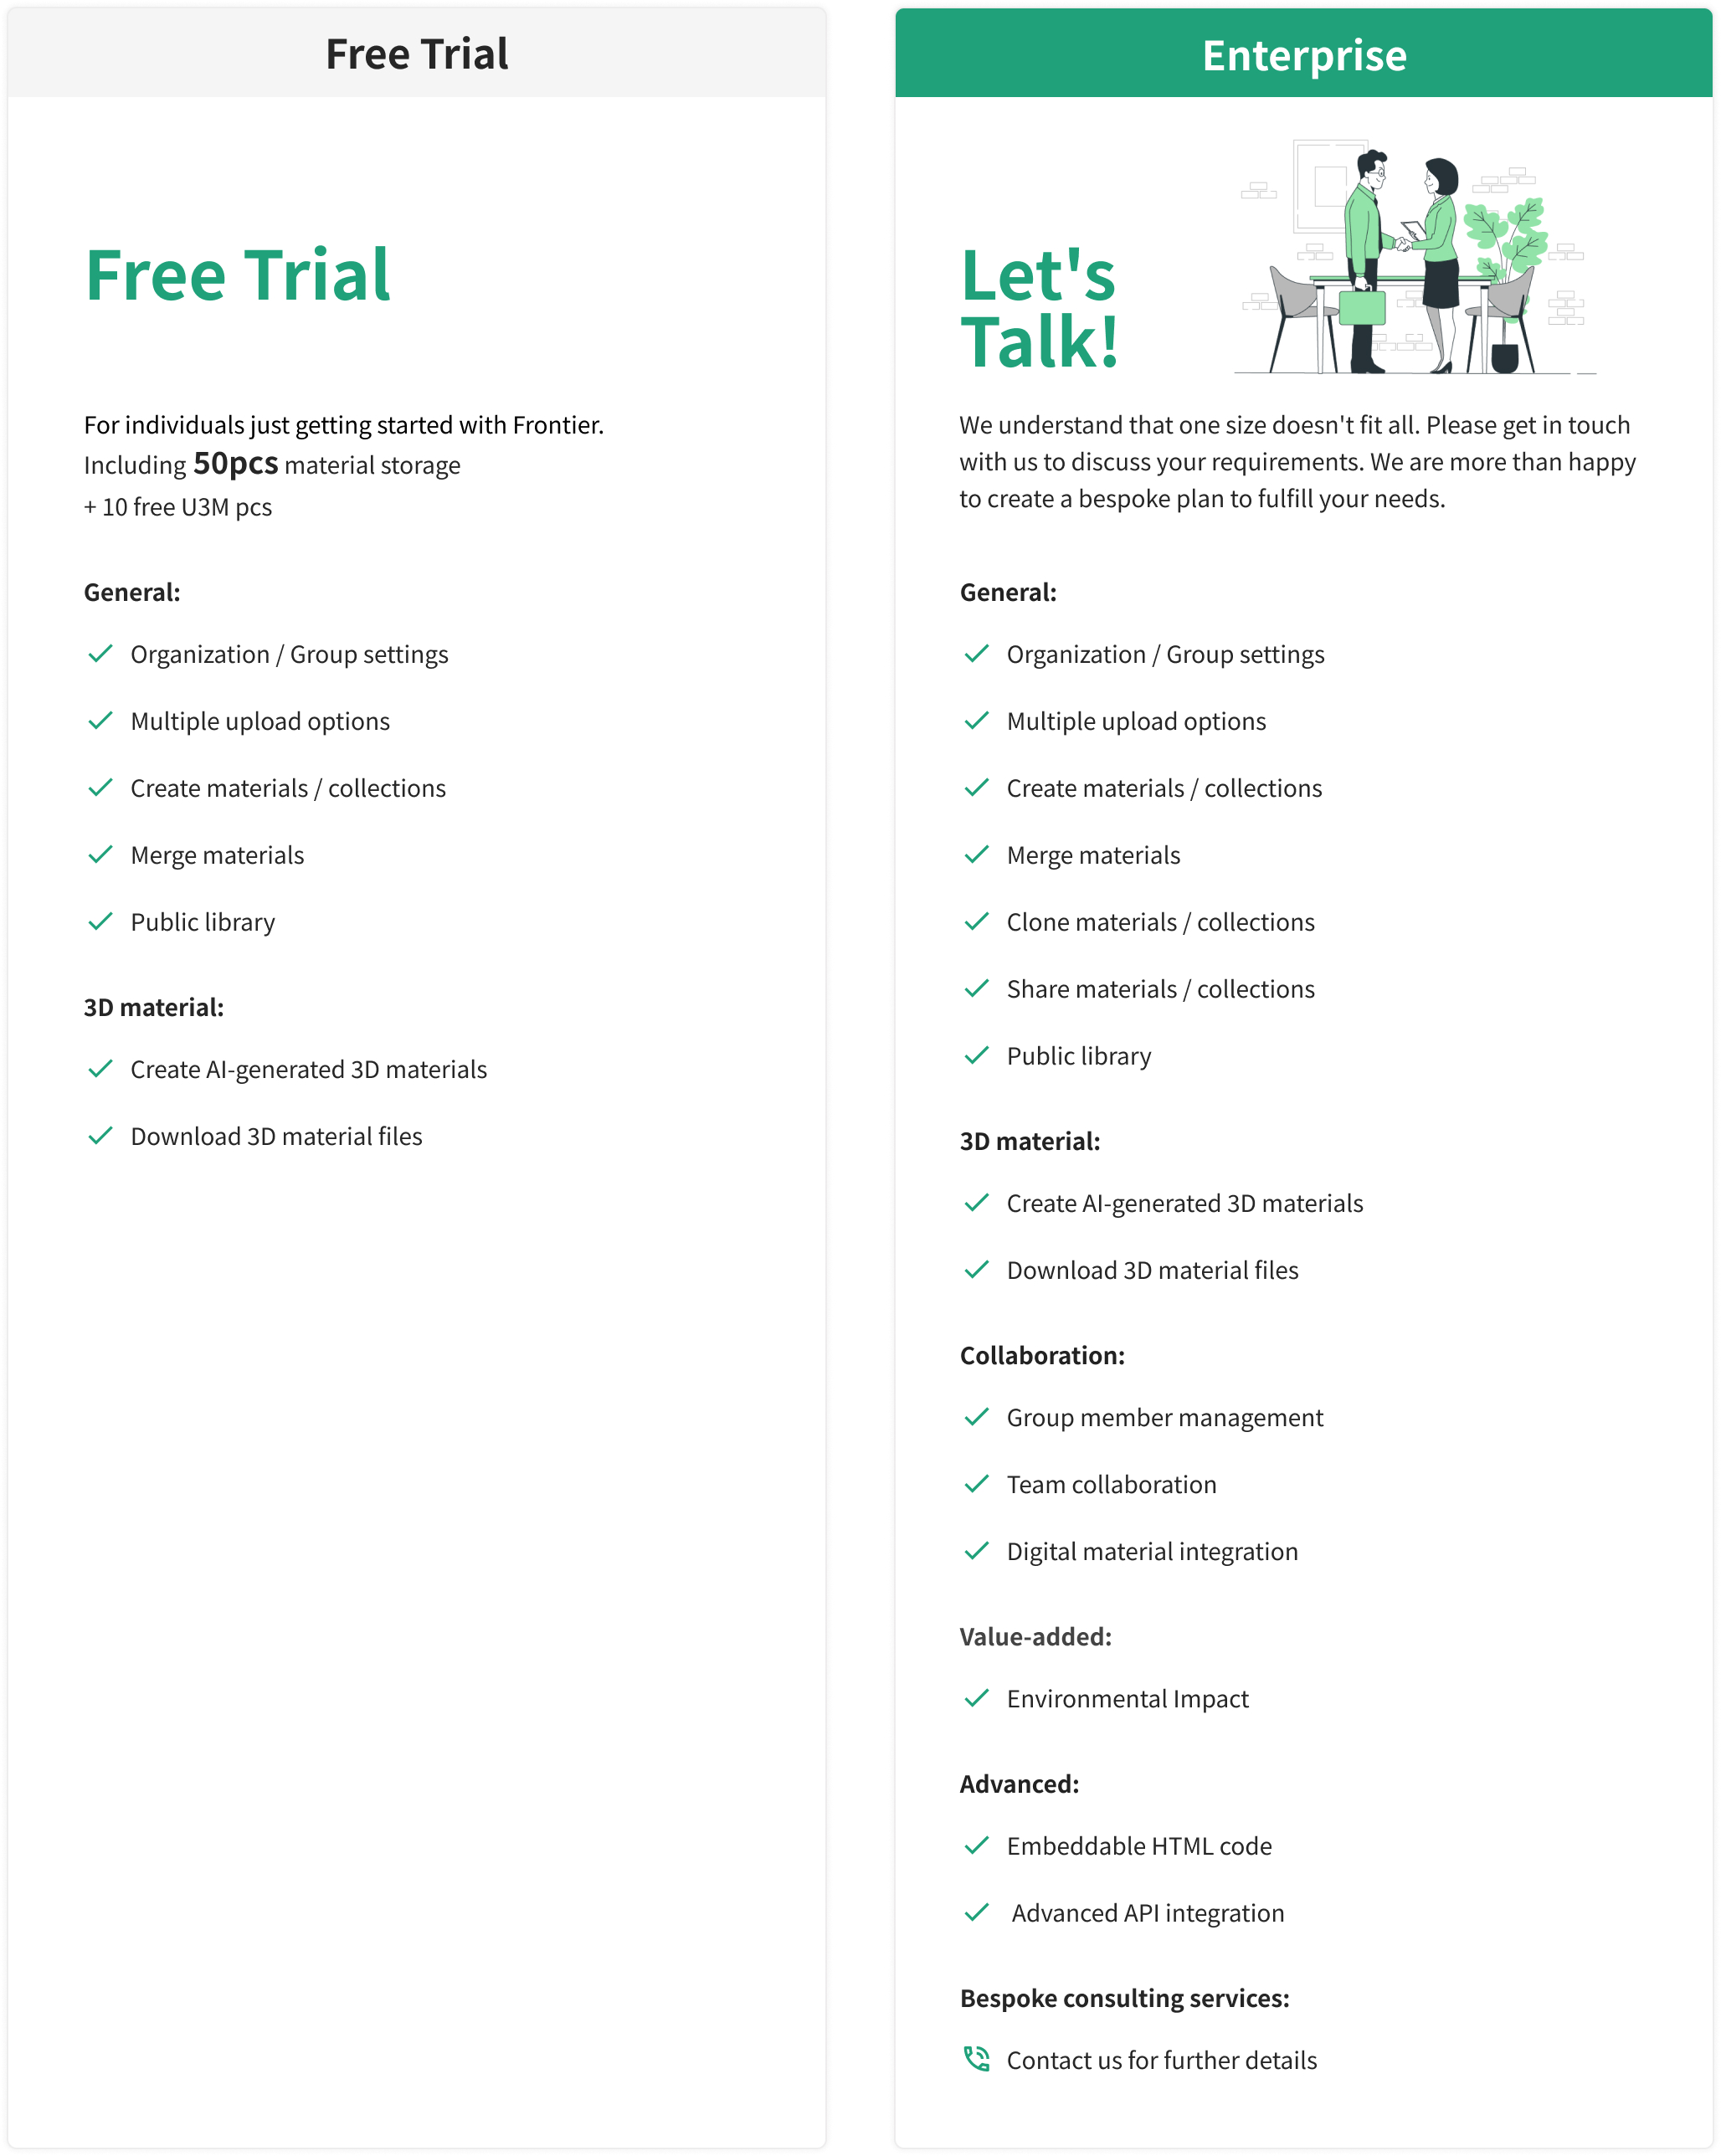 Free Trial
Free Trial
For individuals just getting started with Frontier.
Including 50pcs material storage
+ 10 free U3M pcs
General:
Organization / Group settings
Multiple upload options
Create materials / collections
Merge materials
Public library
3D material:
Create AI-generated 3D materials
Download 3D material files
Enterprise
Let's
Talk!
We understand that one size doesn't fit all. Please get in touch
with us to discuss your requirements. We are more than happy
to create a bespoke plan to fulfill your needs.
General:
Organization / Group settings
Multiple upload options
Create materials / collections
Merge materials
Clone materials / collections
Share materials / collections
Public library
3D material:
Create AI-generated 3D materials
Download 3D material files
Collaboration:
Group member management
Team collaboration
Digital material integration
Value-added:
Environmental Impact
Advanced:
Embeddable HTML code
Advanced API integration
Bespoke consulting services:
Contact us for further details